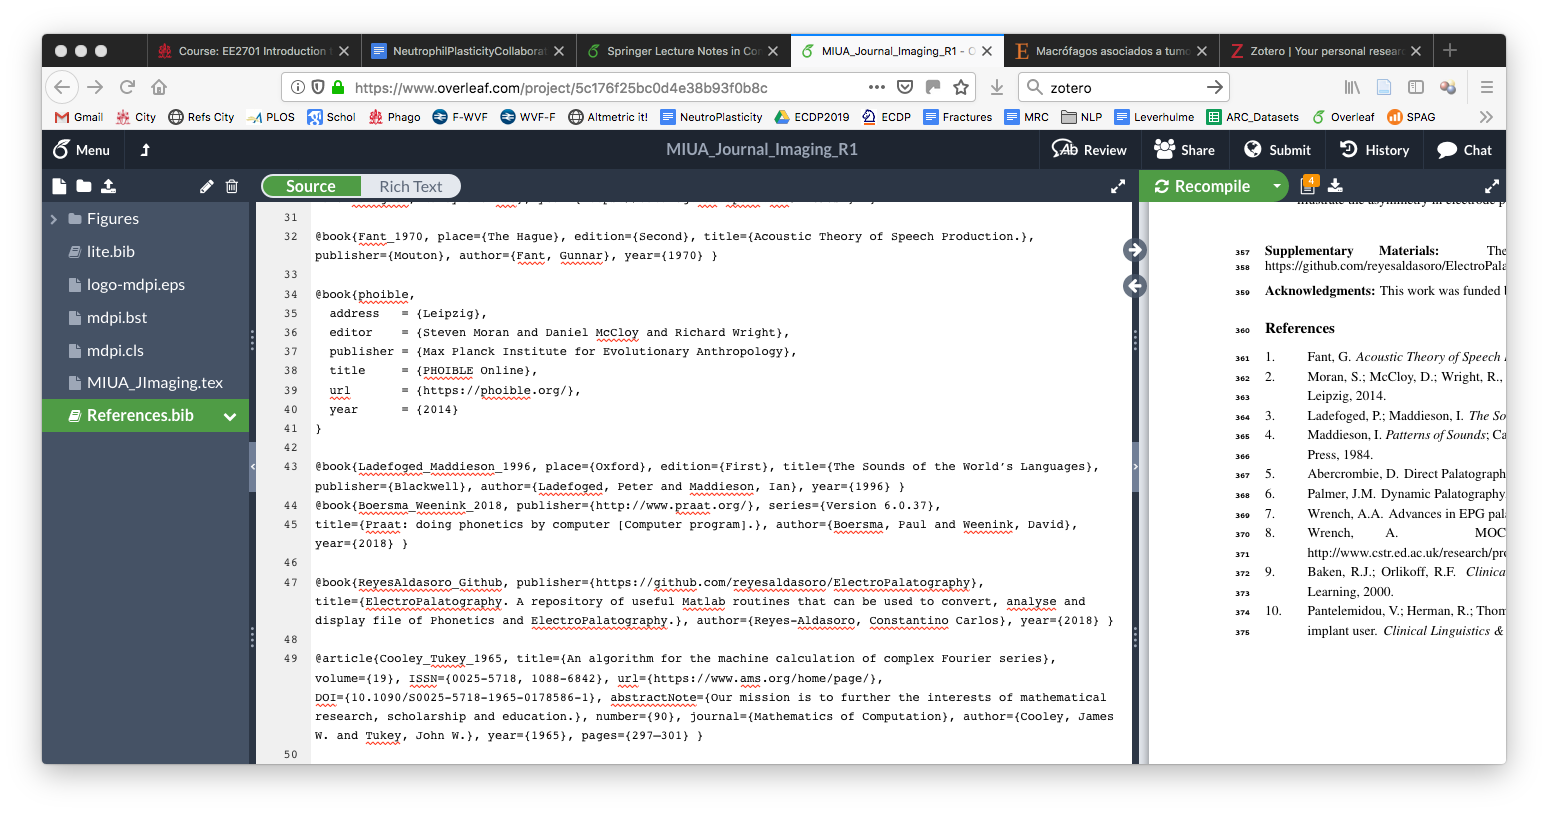 Course: EE2701 Introduction
NeutrophilPlasticityCollabora
Springer Lecture Notes in Co
MIUA_Journal_Imaging_R1 - O
Macrófagos asociados a tumo
Zotero | Your personal resear
https://www.overleaf.com/project/5c176f25bc0d4e38b93f0b8c
zotero
Gmail City Refs City PLOS Schol Phago F-WVF WVF-F Altmetric it! NeutroPlasticity ECDP2019 ECDP Fractures MRC NLP Leverhulme ARC_Datasets Overleaf SPAG
Menu
MIUA_Journal_Imaging_R1
Review Share Submit History Chat
Source Rich Text
Recompile 4
Figures
lite.bib
logo-mdpi.eps
mdpi.bst
mdpi.cls
MIUA_JImaging.tex
References.bib
31
32 @book{Fant_1970, place={The Hague}, edition={Second}, title={Acoustic Theory of Speech Production.},
publisher={Mouton}, author={Fant, Gunnar}, year={1970} }
33
34 @book{phoible,
35 address = {Leipzig},
36 editor = {Steven Moran and Daniel McCloy and Richard Wright},
37 publisher = {Max Planck Institute for Evolutionary Anthropology},
38 title = {PHOIBLE Online},
39 url = {https://phoible.org/},
40 year = {2014}
41 }
42
43 @book{Ladefoged_Maddieson_1996, place={Oxford}, edition={First}, title={The Sounds of the World’s Languages},
publisher={Blackwell}, author={Ladefoged, Peter and Maddieson, Ian}, year={1996} }
44 @book{Boersma_Weenink_2018, publisher={http://www.praat.org/}, series={Version 6.0.37},
45 title={Praat: doing phonetics by computer [Computer program].}, author={Boersma, Paul and Weenink, David},
year={2018} }
46
47 @book{ReyesAldasoro_Github, publisher={https://github.com/reyesaldasoro/ElectroPalatography},
title={ElectroPalatography. A repository of useful Matlab routines that can be used to convert, analyse and
display file of Phonetics and ElectroPalatography.}, author={Reyes-Aldasoro, Constantino Carlos}, year={2018} }
48
49 @article{Cooley_Tukey_1965, title={An algorithm for the machine calculation of complex Fourier series},
volume={19}, ISSN={0025-5718, 1088-6842}, url={https://www.ams.org/home/page/},
DOI={10.1090/S0025-5718-1965-0178586-1}, abstractNote={Our mission is to further the interests of mathematical
research, scholarship and education.}, number={90}, journal={Mathematics of Computation}, author={Cooley, James
W. and Tukey, John W.}, year={1965}, pages={297–301} }
50
357 Supplementary Materials: The
358 https://github.com/reyesaldasoro/ElectroPala
359 Acknowledgments: This work was funded
360 References
361 1. Fant, G. Acoustic Theory of Speech
362 2. Moran, S.; McCloy, D.; Wright, R.,
363 Leipzig, 2014.
364 3. Ladefoged, P.; Maddieson, I. The So
365 4. Maddieson, I. Patterns of Sounds; Ca
366 Press, 1984.
367 5. Abercrombie, D. Direct Palatograph
368 6. Palmer, J.M. Dynamic Palatography
369 7. Wrench, A.A. Advances in EPG pal
370 8. Wrench, A. MOC
371 http://www.cstr.ed.ac.uk/research/pro
372 9. Baken, R.J.; Orlikoff, R.F. Clinical
373 Learning, 2000.
374 10. Pantelemidou, V.; Herman, R.; Thom
375 implant user. Clinical Linguistics &